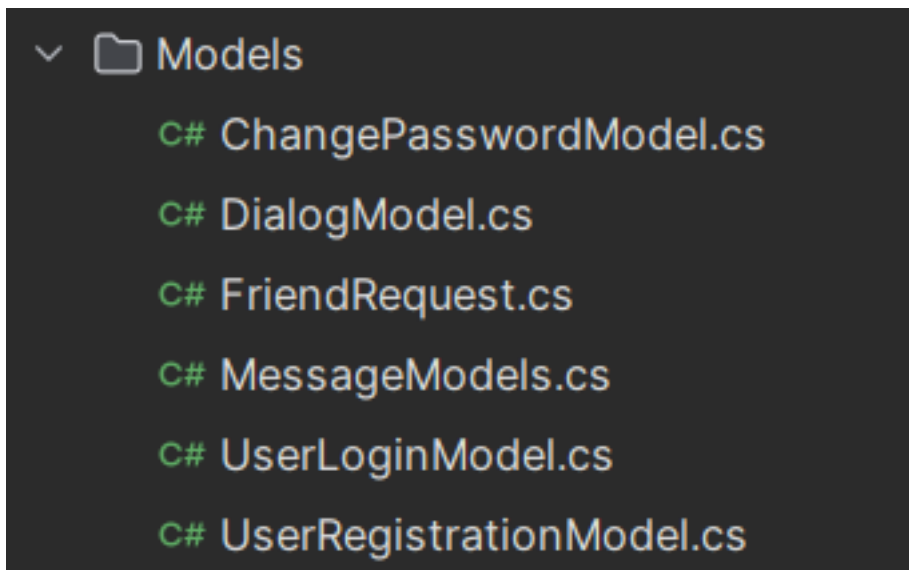 Models
C# ChangePasswordModel.cs
C# DialogModel.cs
C# FriendRequest.cs
C# MessageModels.cs
C# UserLoginModel.cs
C# UserRegistrationModel.cs